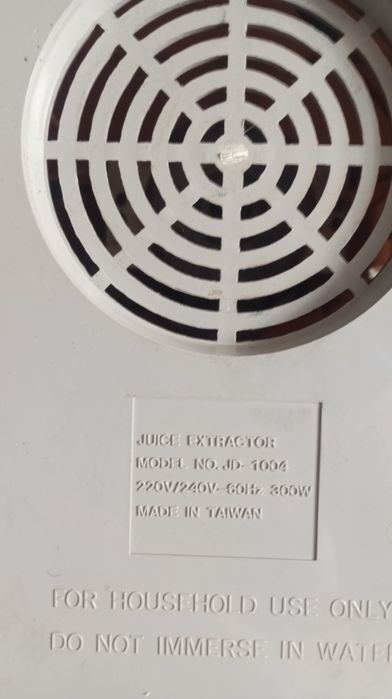 JUICE EXTRACTOR
MODEL NO. JD-1004
220V/240V~60Hz 300W
MADE IN TAIWAN
FOR HOUSEHOLD USE ONLY
DO NOT IMMERSE IN WATER